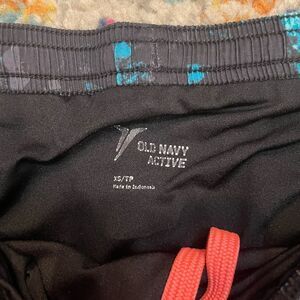 OLD NAVY
ACTIVE
XS/TP
Made in Indonesia